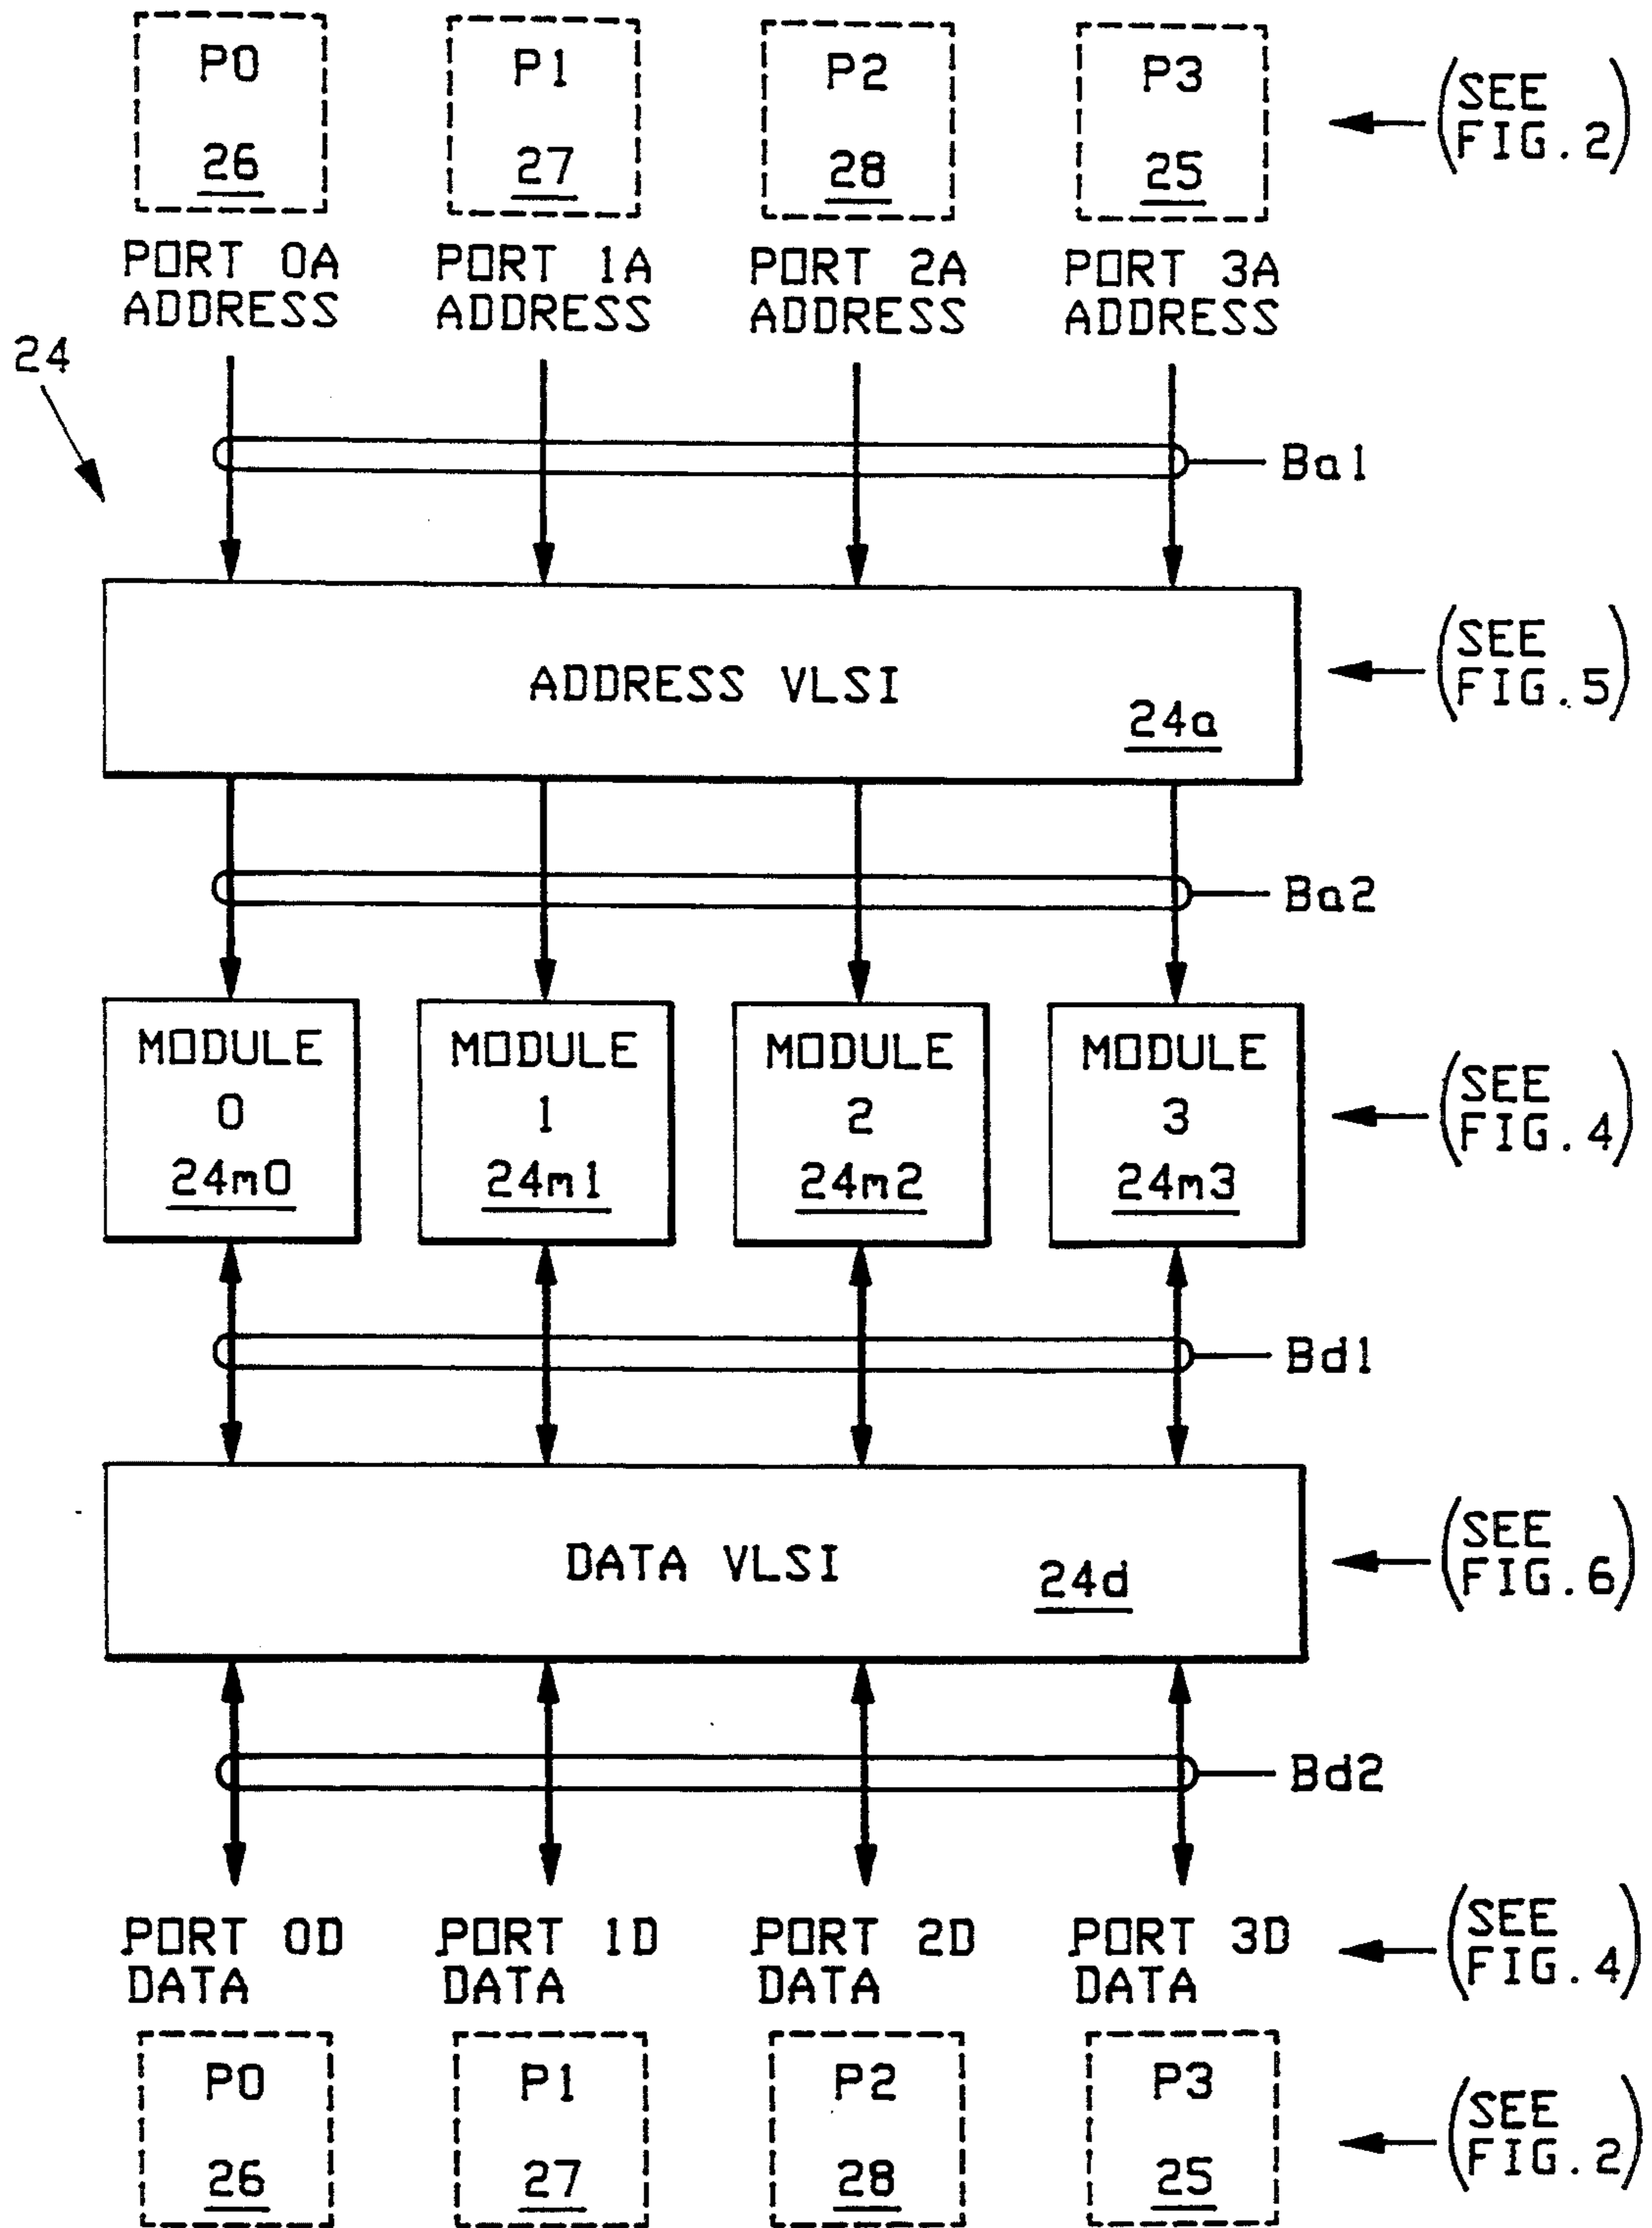 P0 P1 P2 P3
26 27 28 25
(SEE
FIG.2)
PORT 0A PORT 1A PORT 2A PORT 3A
ADDRESS ADDRESS ADDRESS ADDRESS
24
Ba1
ADDRESS VLSI
24a
(SEE
FIG.5)
Ba2
MODULE MODULE MODULE MODULE
0 1 2 3
24m0 24m1 24m2 24m3
(SEE
FIG.4)
Bd1
DATA VLSI
24d
(SEE
FIG.6)
Bd2
PORT 0D PORT 1D PORT 2D PORT 3D
DATA DATA DATA DATA
(SEE
FIG.4)
P0 P1 P2 P3
26 27 28 25
(SEE
FIG.2)